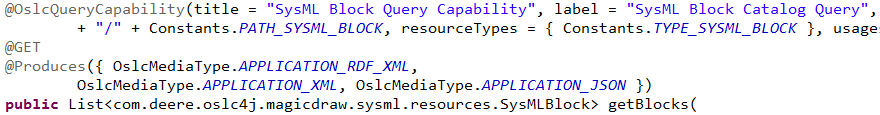 @OslcQueryCapability(title = "SysML Block Query Capability", label = "SysML Block Catalog Query",
+ "/" + Constants.PATH_SYSML_BLOCK, resourceTypes = { Constants.TYPE_SYSML_BLOCK }, usage
@GET
@Produces({ OslcMediaType.APPLICATION_RDF_XML,
OslcMediaType.APPLICATION_XML, OslcMediaType.APPLICATION_JSON })
public List<com.deere.oslc4j.magicdraw.sysml.resources.SysMLBlock> getBlocks(